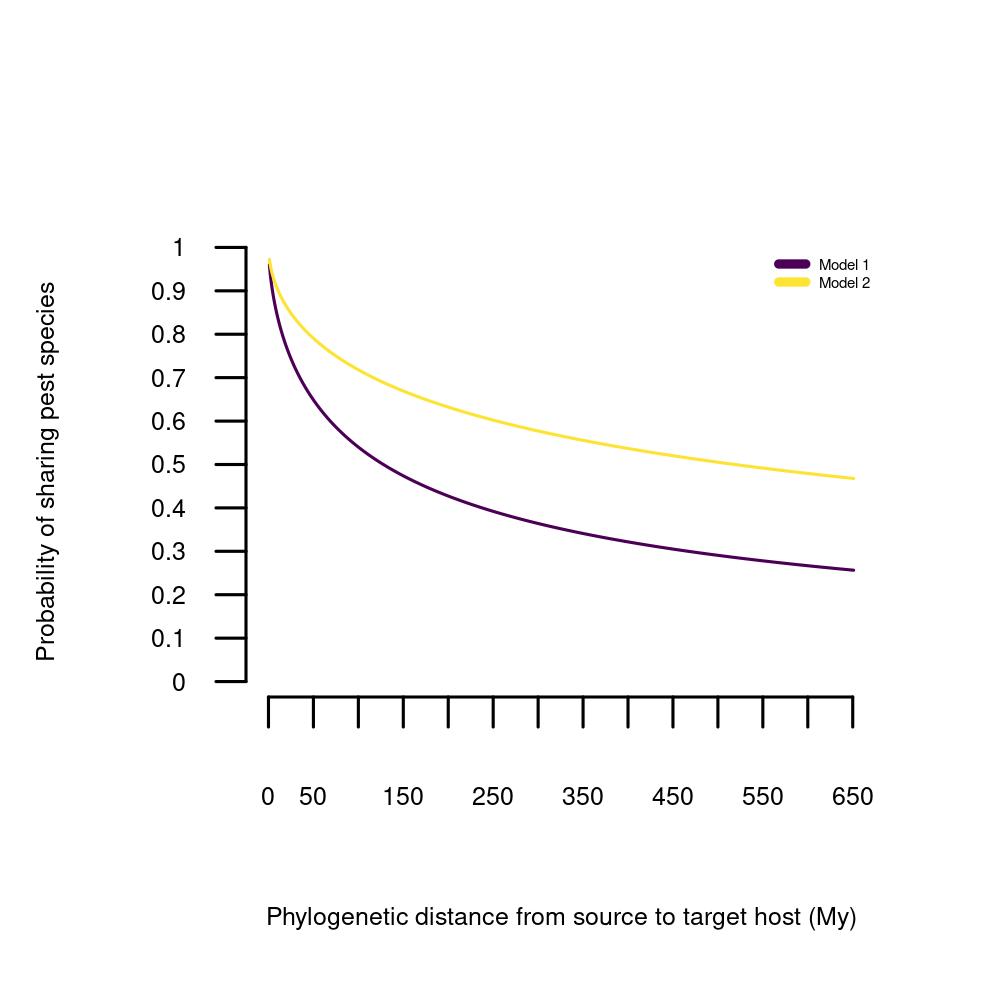 Probability of sharing pest species
1
0.9
0.8
0.7
0.6
0.5
0.4
0.3
0.2
0.1
0
Model 1
Model 2
0 50 150 250 350 450 550 650
Phylogenetic distance from source to target host (My)